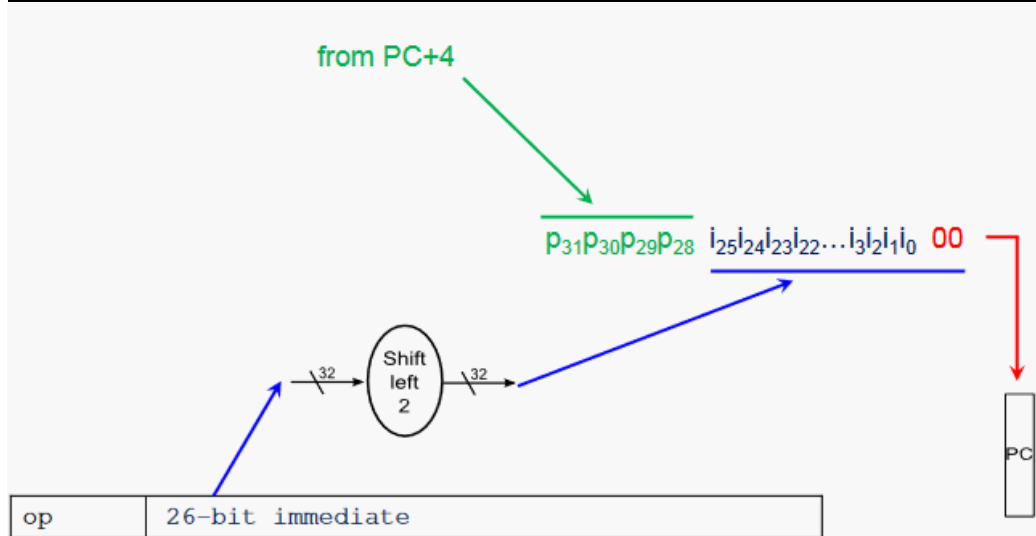 from PC+4
p₃₁p₃₀p₂₉p₂₈ i₂₅i₂₄i₂₃i₂₂...i₃i₂i₁i₀ 00
32
Shift
left
2
32
PC
op 26-bit immediate